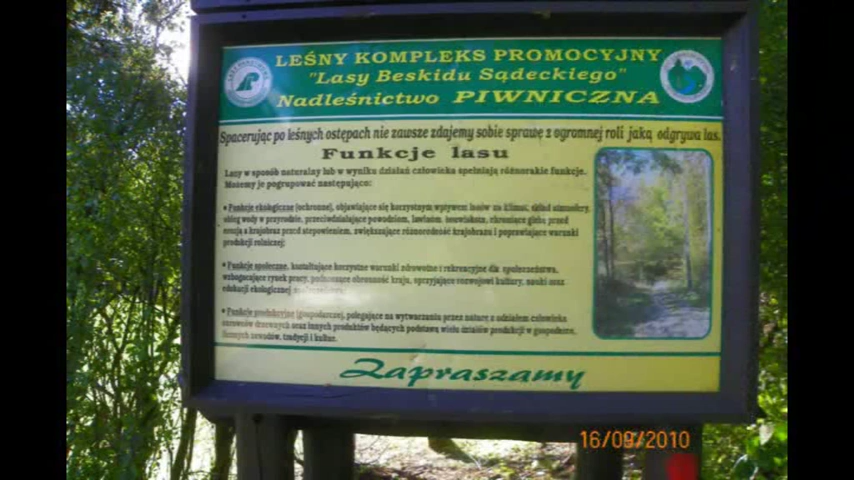 LEŚNY KOMPLEKS PROMOCYJNY
"Lasy Beskidu Sądeckiego"
Nadleśnictwo PIWNICZNA
Spacerując po leśnych ostępach nie zawsze zdajemy sobie sprawę z ogromnej roli jaką odgrywa las.
Funkcje lasu
Lasy w sposób naturalny lub w wyniku działań człowieka spełniają różnorakie funkcje.
Możemy je pogrupować następująco:
• Funkcje ekologiczne (ochronne), objawiające się korzystnym wpływem lasów na klimat, skład atmosfery,
obieg wody w przyrodzie, przeciwdziałające powodziom, lawinom, osuwiskom, chroniące glebę przed
erozją a krajobraz przed stepowieniem, zwiększające różnorodność krajobrazu i poprawiające warunki
produkcji rolniczej;
• Funkcje społeczne, kształtujące korzystne warunki zdrowotne i rekreacyjne dla społeczeństwa,
wzbogacające rynek pracy, podnoszące obronność kraju, sprzyjające rozwojowi kultury, nauki oraz
edukacji ekologicznej
• Funkcje produkcyjne (gospodarcze), polegające na wytwarzaniu przez naturę z udziałem człowieka
surowców drzewnych oraz innych produktów będących podstawą wielu działów produkcji w gospodarce,
licznych zawodów, tradycji i kultur.
Zapraszamy
16/09/2010